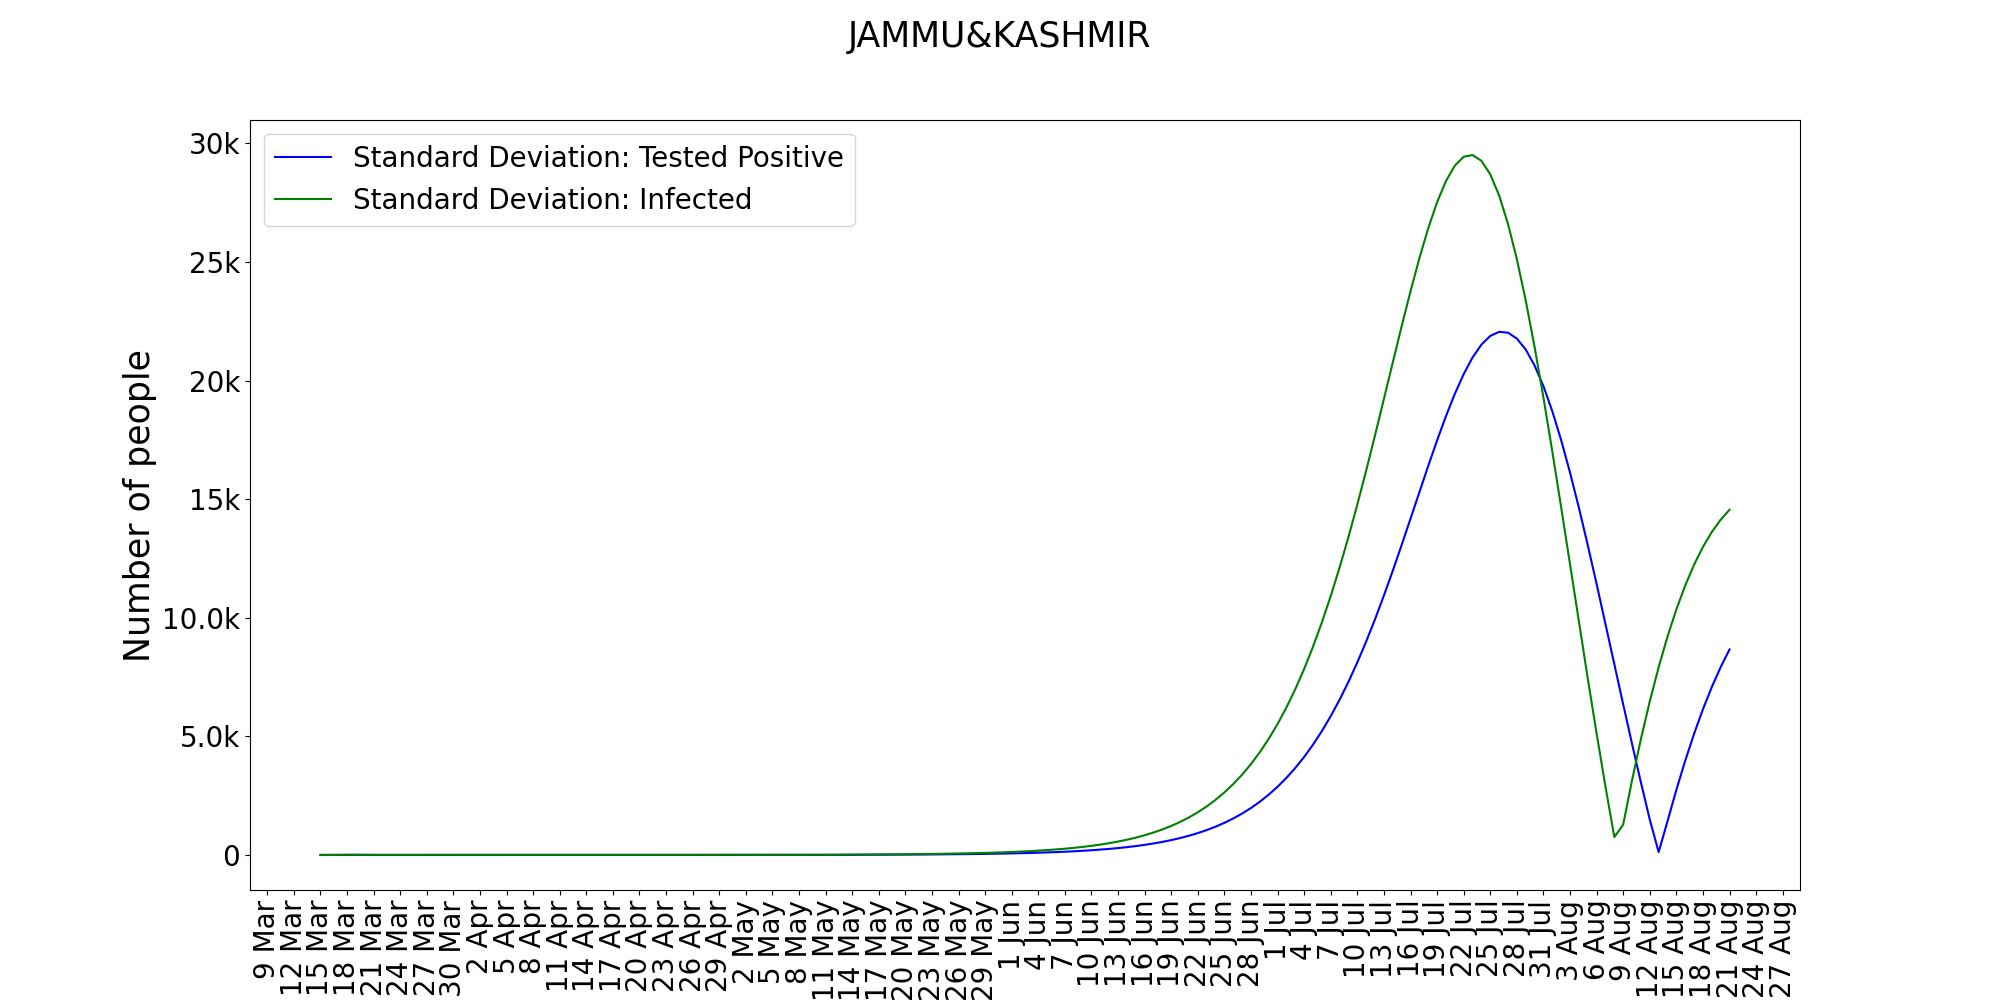 JAMMU&KASHMIR
Standard Deviation: Tested Positive
Standard Deviation: Infected
Number of people
30k
25k
20k
15k
10.0k
5.0k
0
9 Mar
12 Mar
15 Mar
18 Mar
21 Mar
24 Mar
27 Mar
30 Mar
2 Apr
5 Apr
8 Apr
11 Apr
14 Apr
17 Apr
20 Apr
23 Apr
26 Apr
29 Apr
2 May
5 May
8 May
11 May
14 May
17 May
20 May
23 May
26 May
29 May
1 Jun
4 Jun
7 Jun
10 Jun
13 Jun
16 Jun
19 Jun
22 Jun
25 Jun
28 Jun
1 Jul
4 Jul
7 Jul
10 Jul
13 Jul
16 Jul
19 Jul
22 Jul
25 Jul
28 Jul
31 Jul
3 Aug
6 Aug
9 Aug
12 Aug
15 Aug
18 Aug
21 Aug
24 Aug
27 Aug